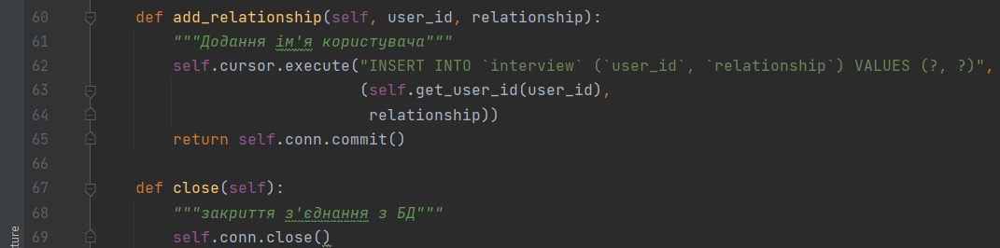 60 def add_relationship(self, user_id, relationship):
61 """Додання ім'я користувача"""
62 self.cursor.execute("INSERT INTO `interview` (`user_id`, `relationship`) VALUES (?, ?)",
63 (self.get_user_id(user_id),
64 relationship))
65 return self.conn.commit()
66
67 def close(self):
68 """закриття з'єднання з БД"""
69 self.conn.close()
ture